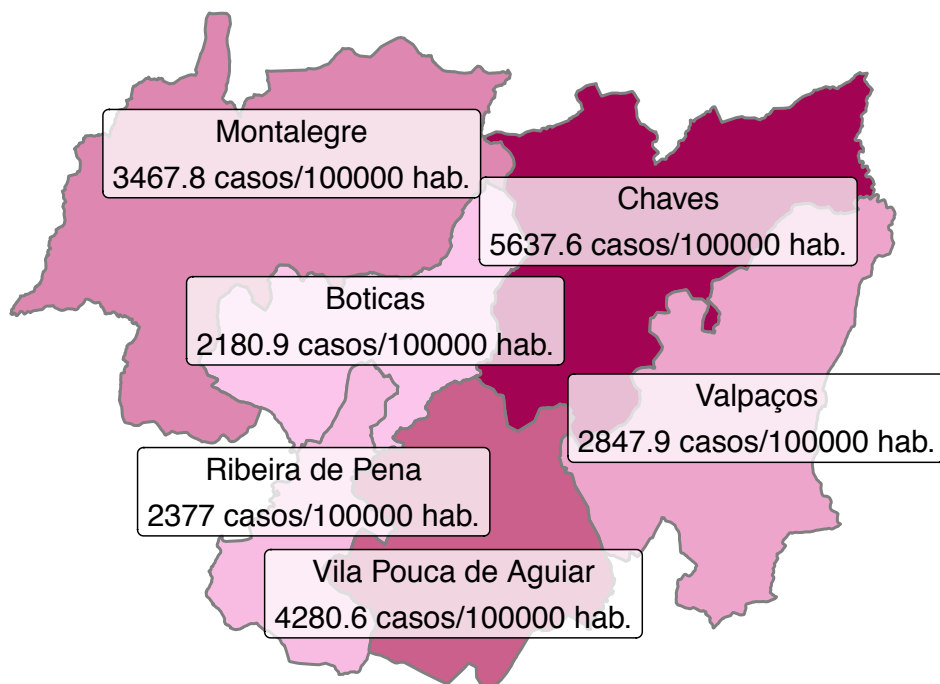 Montalegre
3467.8 casos/100000 hab.
Chaves
5637.6 casos/100000 hab.
Boticas
2180.9 casos/100000 hab.
Valpaços
2847.9 casos/100000 hab.
Ribeira de Pena
2377 casos/100000 hab.
Vila Pouca de Aguiar
4280.6 casos/100000 hab.